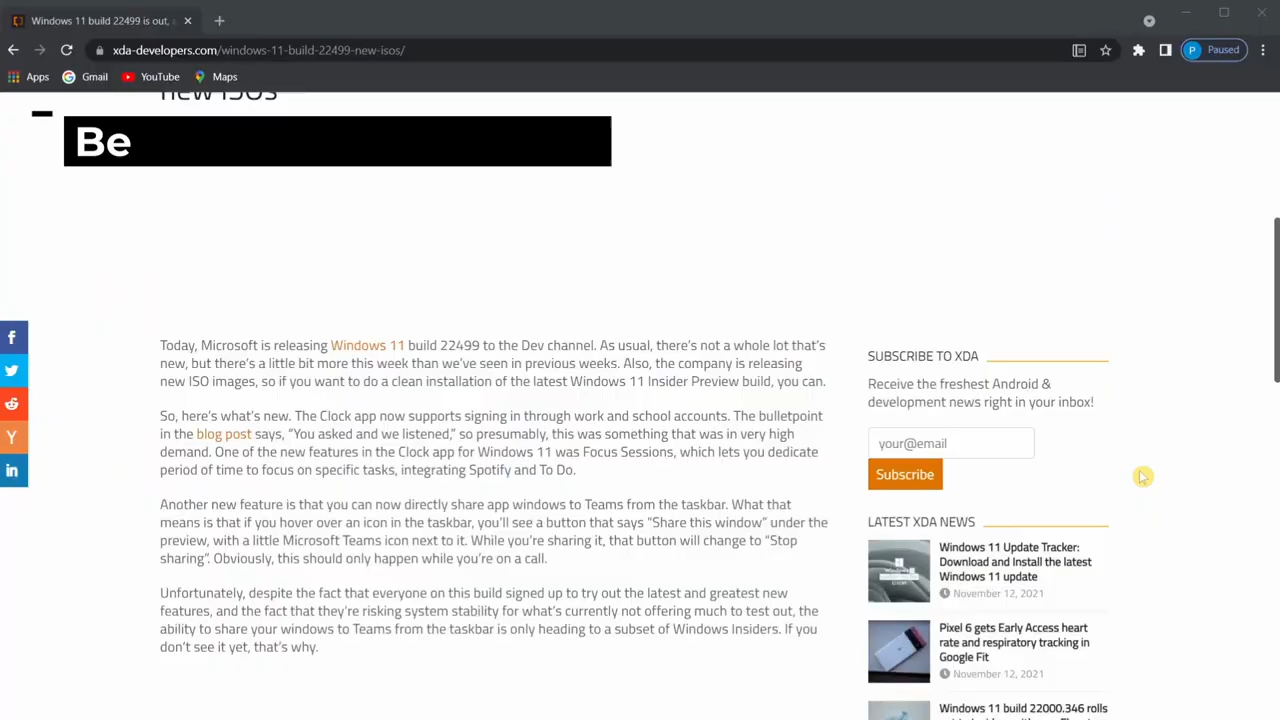 Windows 11 build 22499 is out, a
xda-developers.com/windows-11-build-22499-new-isos/
P Paused
Apps Gmail YouTube Maps
new ISOs
Be
Today, Microsoft is releasing Windows 11 build 22499 to the Dev channel. As usual, there's not a whole lot that's
new, but there's a little bit more this week than we've seen in previous weeks. Also, the company is releasing
new ISO images, so if you want to do a clean installation of the latest Windows 11 Insider Preview build, you can.
So, here's what's new. The Clock app now supports signing in through work and school accounts. The bulletpoint
in the blog post says, “You asked and we listened,” so presumably, this was something that was in very high
demand. One of the new features in the Clock app for Windows 11 was Focus Sessions, which lets you dedicate
period of time to focus on specific tasks, integrating Spotify and To Do.
Another new feature is that you can now directly share app windows to Teams from the taskbar. What that
means is that if you hover over an icon in the taskbar, you'll see a button that says “Share this window” under the
preview, with a little Microsoft Teams icon next to it. While you're sharing it, that button will change to “Stop
sharing”. Obviously, this should only happen while you're on a call.
Unfortunately, despite the fact that everyone on this build signed up to try out the latest and greatest new
features, and the fact that they're risking system stability for what's currently not offering much to test out, the
ability to share your windows to Teams from the taskbar is only heading to a subset of Windows Insiders. If you
don't see it yet, that's why.
SUBSCRIBE TO XDA
Receive the freshest Android &
development news right in your inbox!
your@email
Subscribe
LATEST XDA NEWS
Windows 11 Update Tracker:
Download and Install the latest
Windows 11 update
November 12, 2021
Pixel 6 gets Early Access heart
rate and respiratory tracking in
Google Fit
November 12, 2021
Windows 11 build 22000.346 rolls